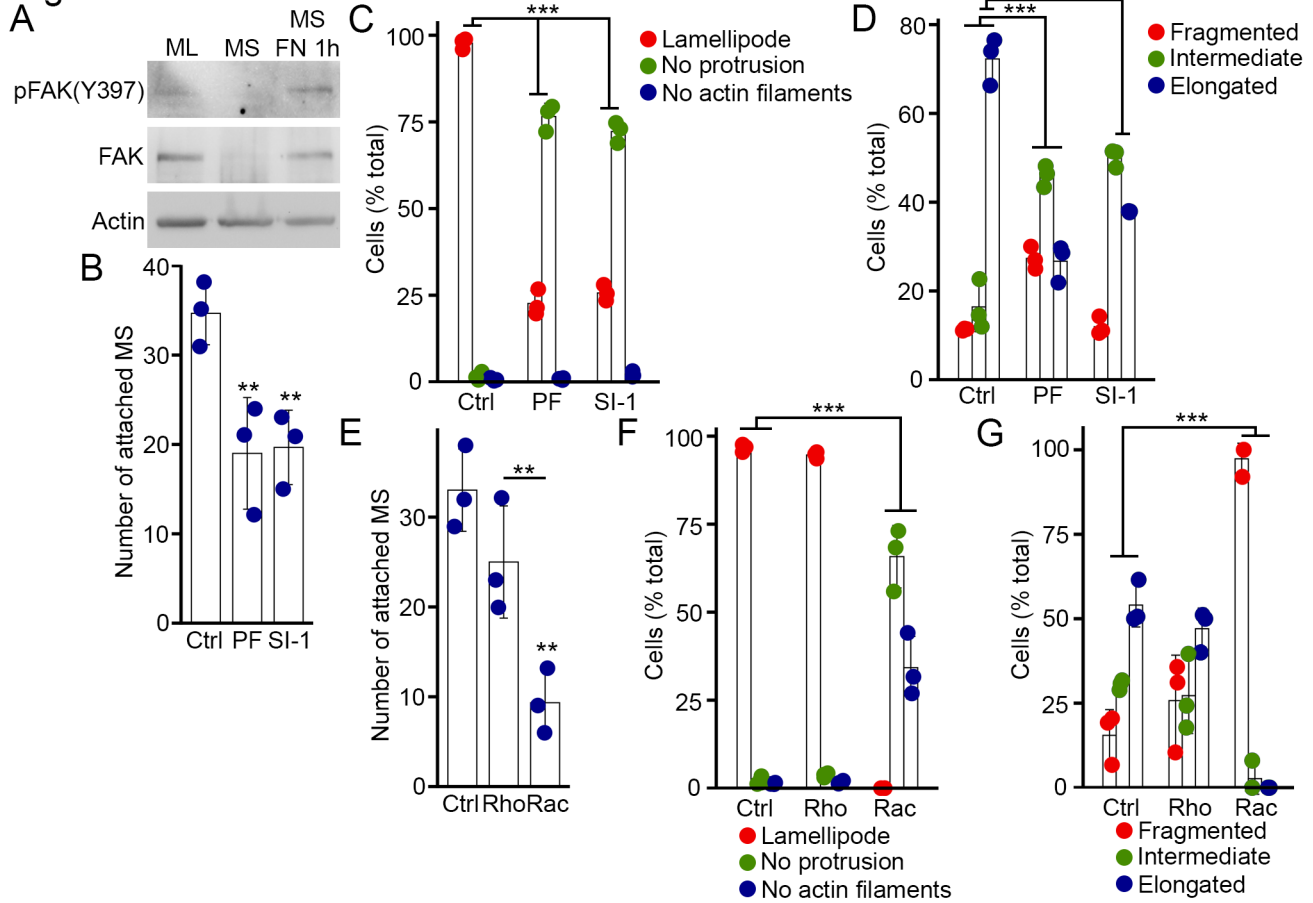 A
MS
ML MS FN 1h
pFAK(Y397)
FAK
Actin
B
Number of attached MS
40
30
20
10
0
** **
Ctrl PF SI-1
C
***
Cells (% total)
100
75
50
25
0
Ctrl PF SI-1
Lamellipode
No protrusion
No actin filaments
D
***
Cells (% total)
80
60
40
20
0
Ctrl PF SI-1
Fragmented
Intermediate
Elongated
E
Number of attached MS
30
20
10
0
**
**
Ctrl Rho Rac
F
***
Cells (% total)
100
75
50
25
0
Ctrl Rho Rac
Lamellipode
No protrusion
No actin filaments
G
***
Cells (% total)
100
75
50
25
0
Ctrl Rho Rac
Fragmented
Intermediate
Elongated